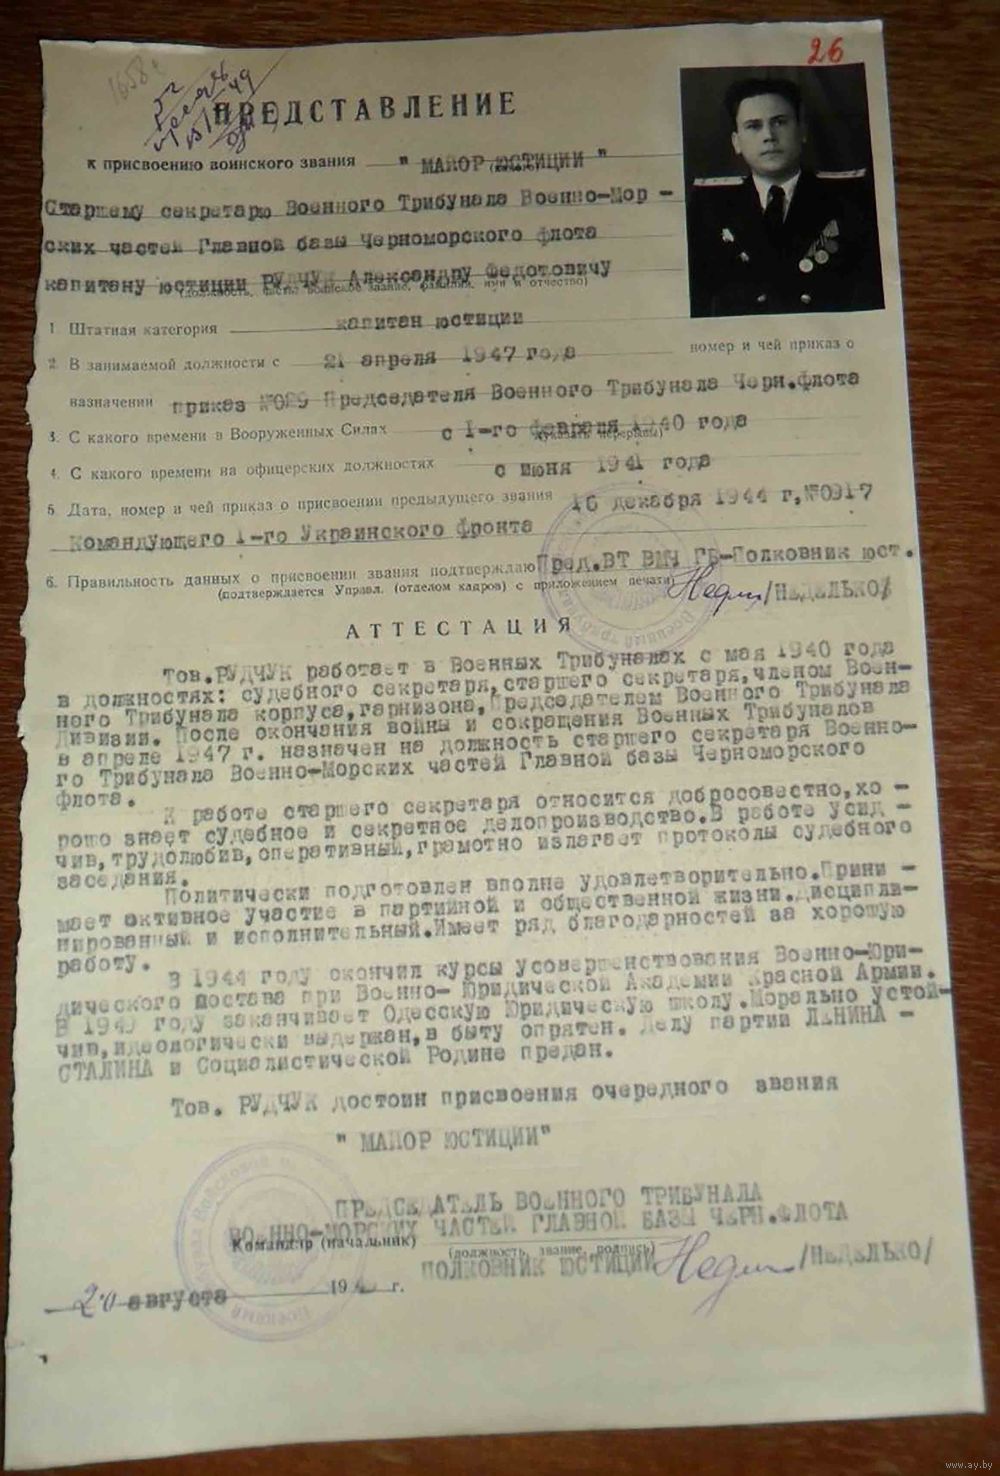 26
1658
ПРЕДСТАВЛЕНИЕ
к присвоению воинского звания " МАЙОР ЮСТИЦИИ "
Старшему секретарю Военного Трибунала Военно-Мор -
ских частей Главной базы Черноморского флота
капитану юстиции РУДЧУК Александру Федотовичу
(должность, часть, воинское звание, фамилия, имя и отчество)
1. Штатная категория капитан юстиции
2. В занимаемой должности с 21 апреля 1947 года номер и чей приказ о
назначении приказ №029 Председателя Военного Трибунала Черн.флота
3. С какого времени в Вооруженных Силах с 1-го февраля 1940 года
(указать перерывы)
4. С какого времени на офицерских должностях с июня 1941 года
5. Дата, номер и чей приказ о присвоении предыдущего звания 16 декабря 1944 г.№0917
Командующего 1-го Украинского фронта
6. Правильность данных о присвоении звания подтверждаю Пред.ВТ ВМЧ ГБ-Полковник юст.
(подтверждается Управл. (отделом кадров) с приложением печати) /НЕДЕЛЬКО/
АТТЕСТАЦИЯ
Тов.РУДЧУК работает в Военных Трибуналах с мая 1940 года
в должностях: судебного секретаря,старшего секретаря,членом Воен-
ного Трибунала корпуса,гарнизона,Председателем Военного Трибунала
Дивизии. После окончания войны и сокращения Военных Трибуналов
в апреле 1947 г. назначен на должность старшего секретаря Военно-
го Трибунала Военно-Морских частей Главной базы Черноморского
флота.
К работе старшего секретаря относится добросовестно,хо -
рошо знает судебное и секретное делопроизводство.В работе усид -
чив,трудолюбив,оперативный,грамотно излагает протоколы судебного
заседания.
Политически подготовлен вполне удовлетворительно.Прини -
мает активное участие в партийной и общественной жизни.Дисципли-
нированный и исполнительный.Имеет ряд благодарностей за хорошую
работу.
В 1944 году окончил курсы усовершенствования Военно-Юри-
дического состава при Военно- Юридической Академии Красной Армии.
В 1949 году заканчивает Одесскую Юридическую школу.Морально устой-
чив,идеологически выдержан,в быту опрятен. Делу партии ЛЕНИНА -
СТАЛИНА и Социалистической Родине предан.
Тов. РУДЧУК достоин присвоения очередного звания
" МАЙОР ЮСТИЦИИ"
ПРЕДСЕДАТЕЛЬ ВОЕННОГО ТРИБУНАЛА
ВОЕННО-МОРСКИХ ЧАСТЕЙ ГЛАВНОЙ БАЗЫ ЧЕРН.ФЛОТА
Командир (начальник)
(должность, звание, подпись)
ПОЛКОВНИК ЮСТИЦИИ /НЕДЕЛЬКО/
20 августа 194 г.
www.ay.by